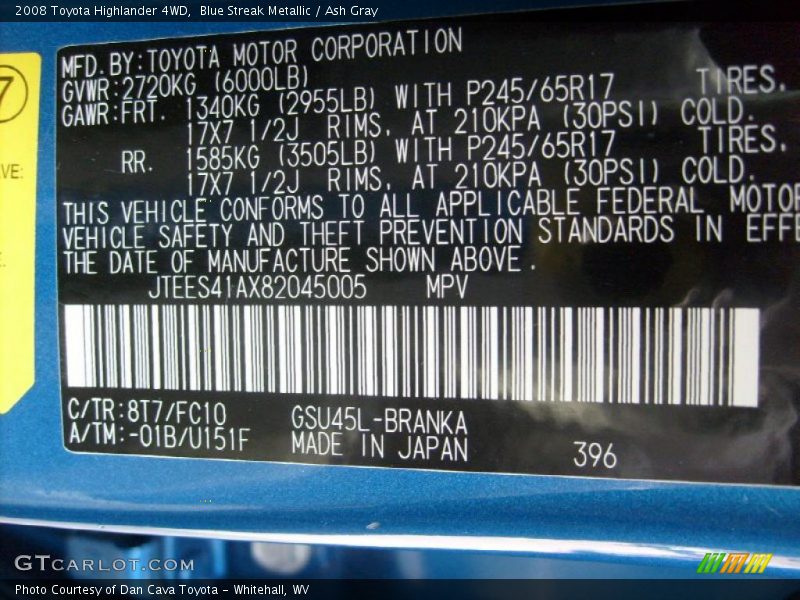 2008 Toyota Highlander 4WD,  Blue Streak Metallic / Ash Gray
MFD. BY: TOYOTA MOTOR CORPORATION
GVWR: 2720KG (6000LB)
GAWR: FRT. 1340KG (2955LB) WITH P245/65R17 TIRES,
17X7 1/2J RIMS, AT 210KPA (30PSI) COLD.
RR. 1585KG (3505LB) WITH P245/65R17 TIRES,
17X7 1/2J RIMS, AT 210KPA (30PSI) COLD.
THIS VEHICLE CONFORMS TO ALL APPLICABLE FEDERAL MOTOR
VEHICLE SAFETY AND THEFT PREVENTION STANDARDS IN EFFE
THE DATE OF MANUFACTURE SHOWN ABOVE.
JTEES41AX82045005 MPV
C/TR: 8T7/FC10 GSU45L-BRANKA
A/TM: -01B/U151F MADE IN JAPAN 396
7
VE:
GTCARLOT.COM
Photo Courtesy of Dan Cava Toyota - Whitehall, WV